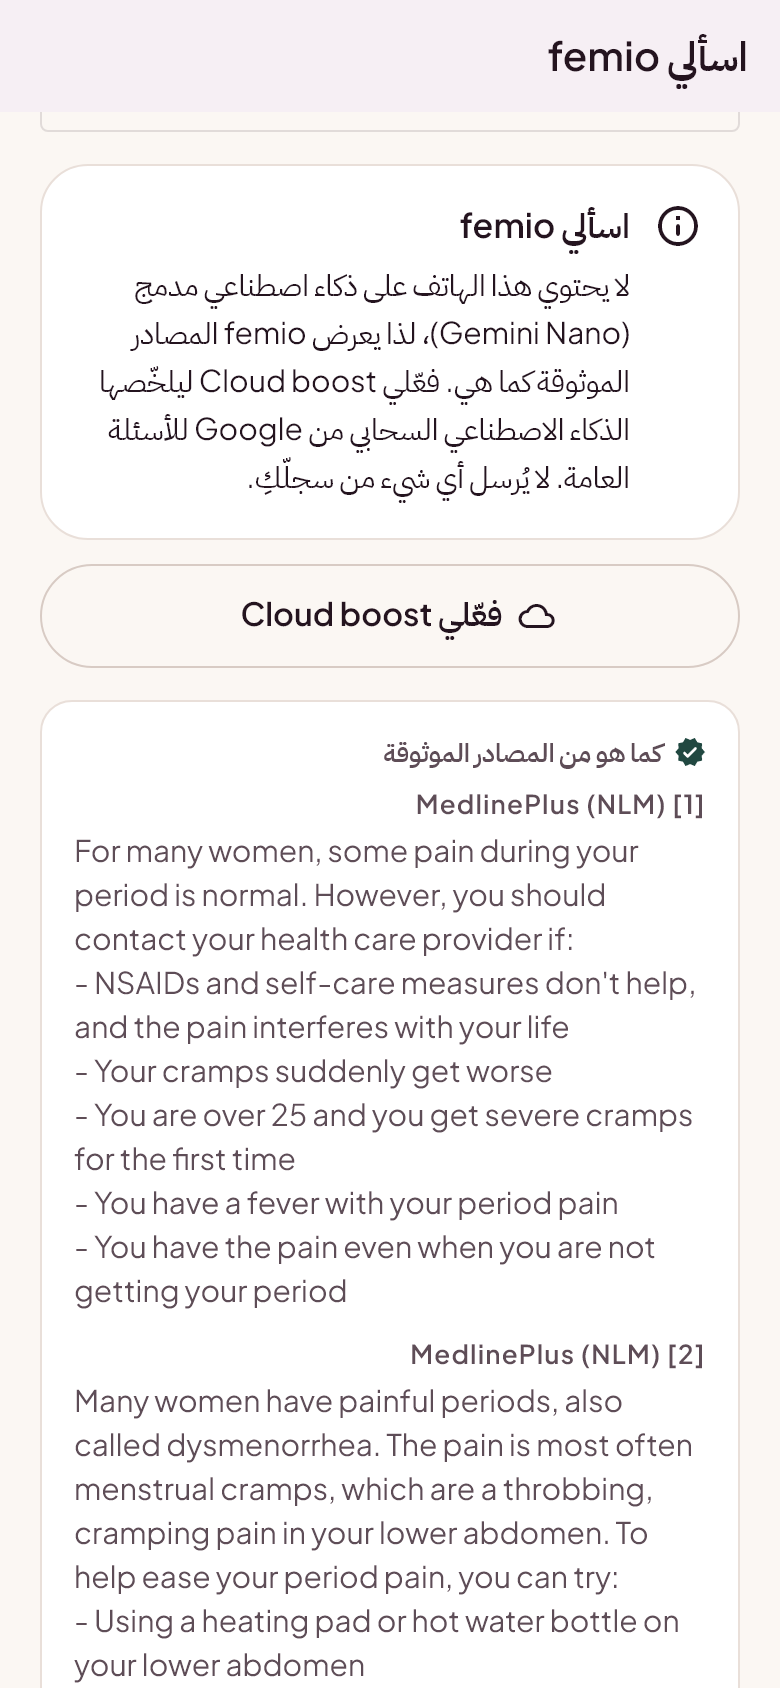 اسألي femio
اسألي femio
لا يحتوي هذا الهاتف على ذكاء اصطناعي مدمج
(Gemini Nano)، لذا يعرض femio المصادر
الموثوقة كما هي. فعّلي Cloud boost ليلخّصها
الذكاء الاصطناعي السحابي من Google للأسئلة
العامة. لا يُرسل أي شيء من سجلّكِ.
فعّلي Cloud boost
كما هو من المصادر الموثوقة
MedlinePlus (NLM) [1]
For many women, some pain during your
period is normal. However, you should
contact your health care provider if:
- NSAIDs and self-care measures don't help,
and the pain interferes with your life
- Your cramps suddenly get worse
- You are over 25 and you get severe cramps
for the first time
- You have a fever with your period pain
- You have the pain even when you are not
getting your period
MedlinePlus (NLM) [2]
Many women have painful periods, also
called dysmenorrhea. The pain is most often
menstrual cramps, which are a throbbing,
cramping pain in your lower abdomen. To
help ease your period pain, you can try:
- Using a heating pad or hot water bottle on
your lower abdomen